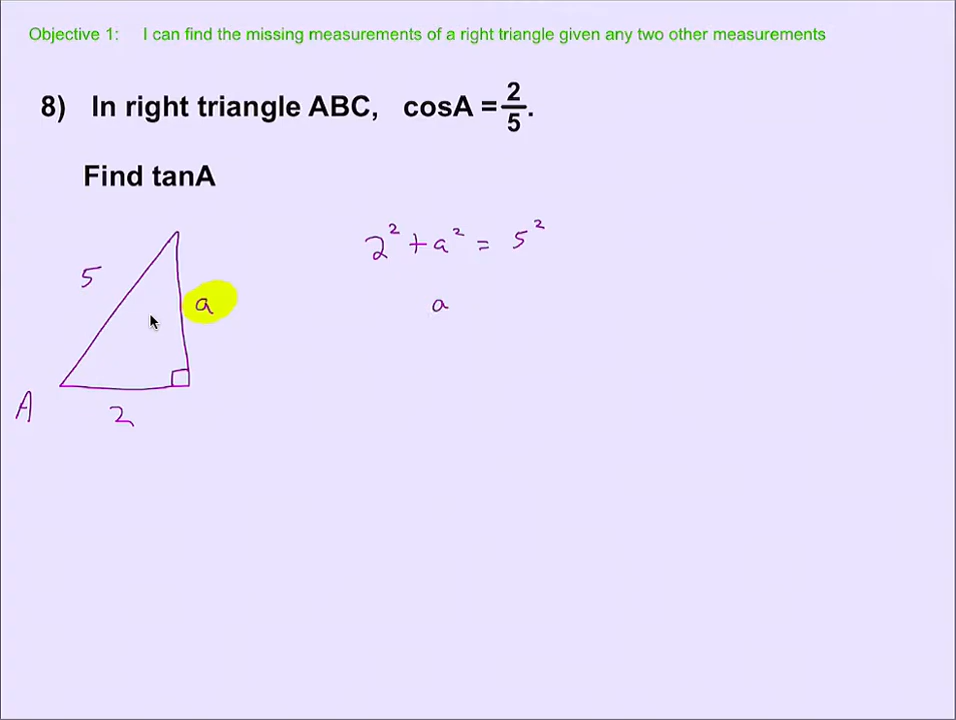 Objective 1: I can find the missing measurements of a right triangle given any two other measurements
8) In right triangle ABC, cosA = 2/5.
Find tanA
2² + a² = 5²
5
a
a
A
2